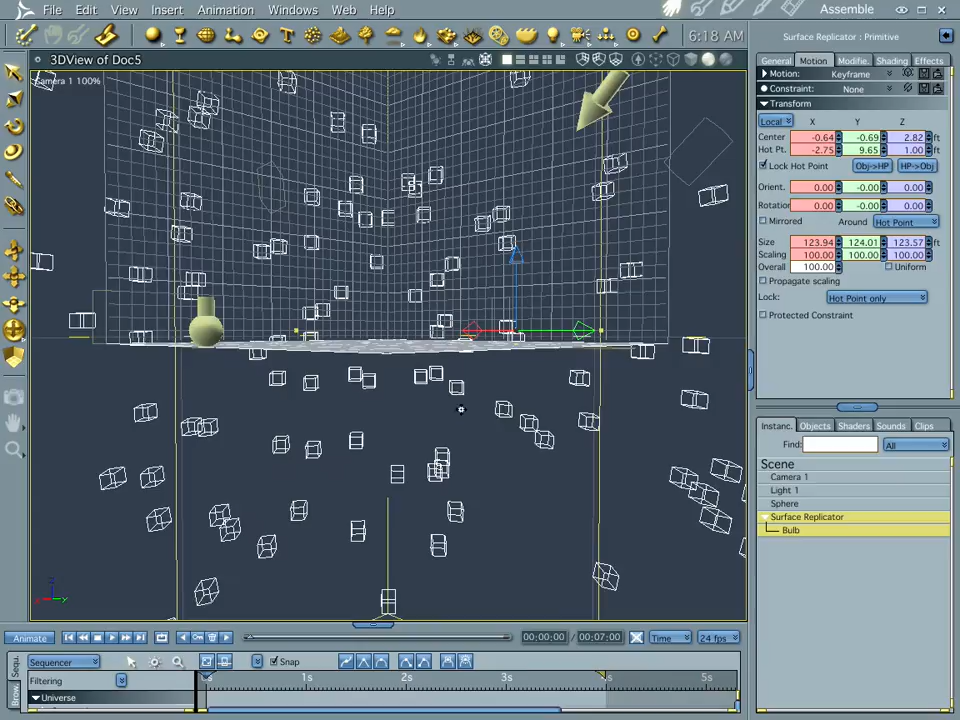 File Edit View Insert Animation Windows Web Help
Assemble
6:18 AM
Surface Replicator : Primitive
3DView of Doc5
General Motion Modifie. Shading Effects
Camera 1 100%
Motion: Keyframe
Constraint: None
Transform
Local X Y Z
Center -0.64 -0.69 2.82 ft
Hot Pt. -2.75 9.65 1.00 ft
Lock Hot Point Obj->HP HP->Obj
Orient. 0.00 -0.00 0.00
Rotation 0.00 -0.00 0.00
Mirrored Around Hot Point
Size 123.94 124.01 123.57 ft
Scaling 100.00 100.00 100.00
Overall 100.00 Uniform
Propagate scaling
Lock: Hot Point only
Protected Constraint
Instanc. Objects Shaders Sounds Clips
Find: All
Scene
Camera 1
Light 1
Sphere
Surface Replicator
Bulb
Animate 00:00;00 / 00:07;00 Time 24 fps
Sequencer Snap
Filtering 0s 1s 2s 3s 4s 5s
Universe
Sequ.
Brow.